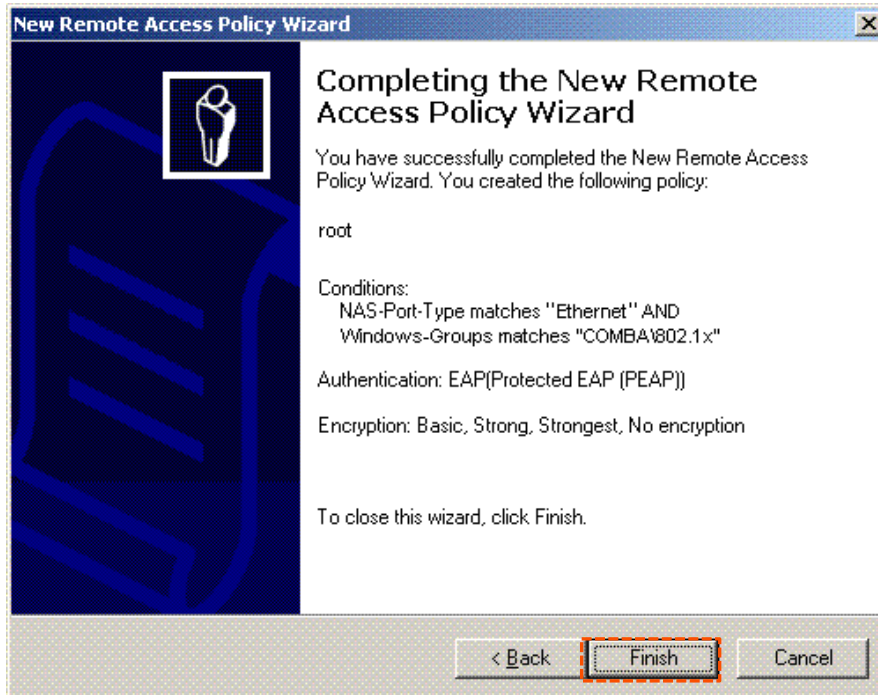 New Remote Access Policy Wizard
Completing the New Remote
Access Policy Wizard
You have successfully completed the New Remote Access
Policy Wizard. You created the following policy:
root
Conditions:
NAS-Port-Type matches "Ethernet" AND
Windows-Groups matches "COMBA\802.1x"
Authentication: EAP(Protected EAP (PEAP))
Encryption: Basic, Strong, Strongest, No encryption
To close this wizard, click Finish.
< Back
Finish
Cancel